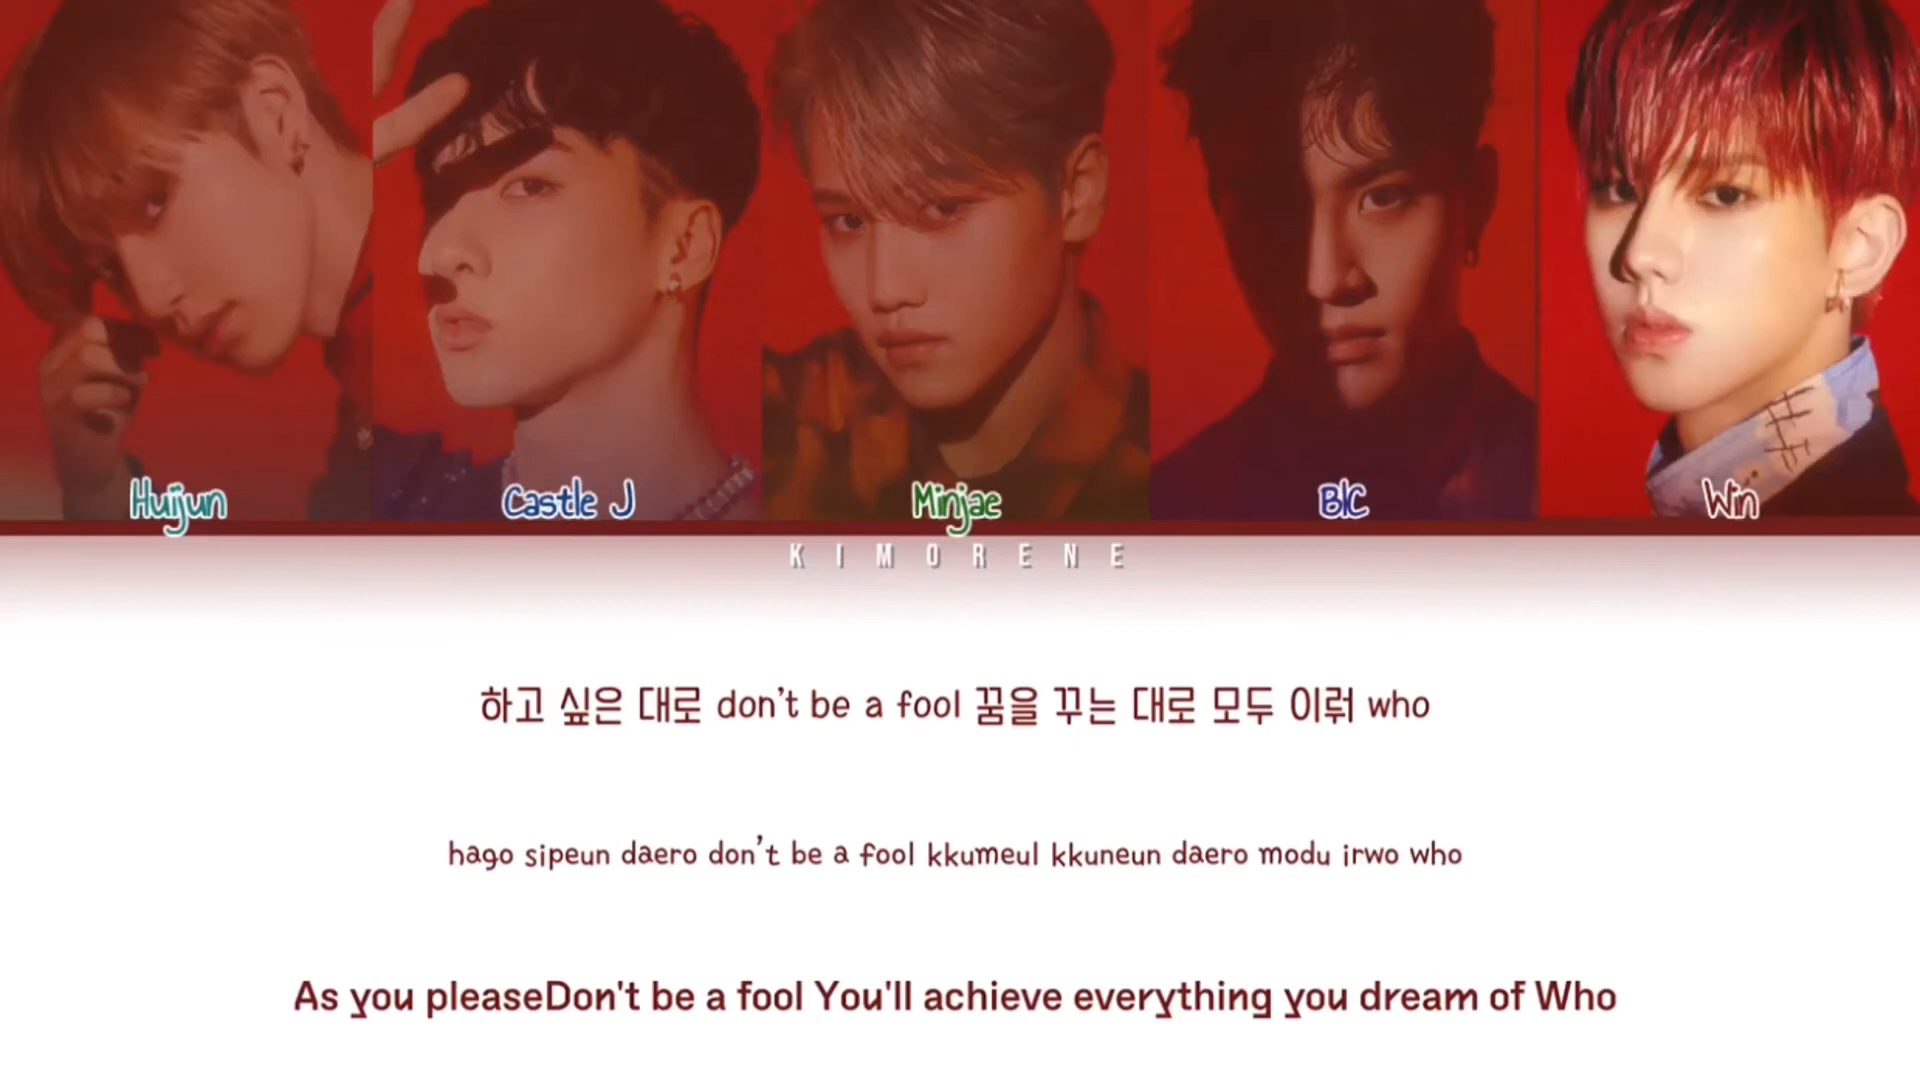 Huijun
Castle J
Minjae
BIC
Win
KIMORENE
하고 싶은 대로 don't be a fool 꿈을 꾸는 대로 모두 이뤄 who
hago sipeun daero don't be a fool kkumeul kkuneun daero modu irwo who
As you pleaseDon't be a fool You'll achieve everything you dream of Who